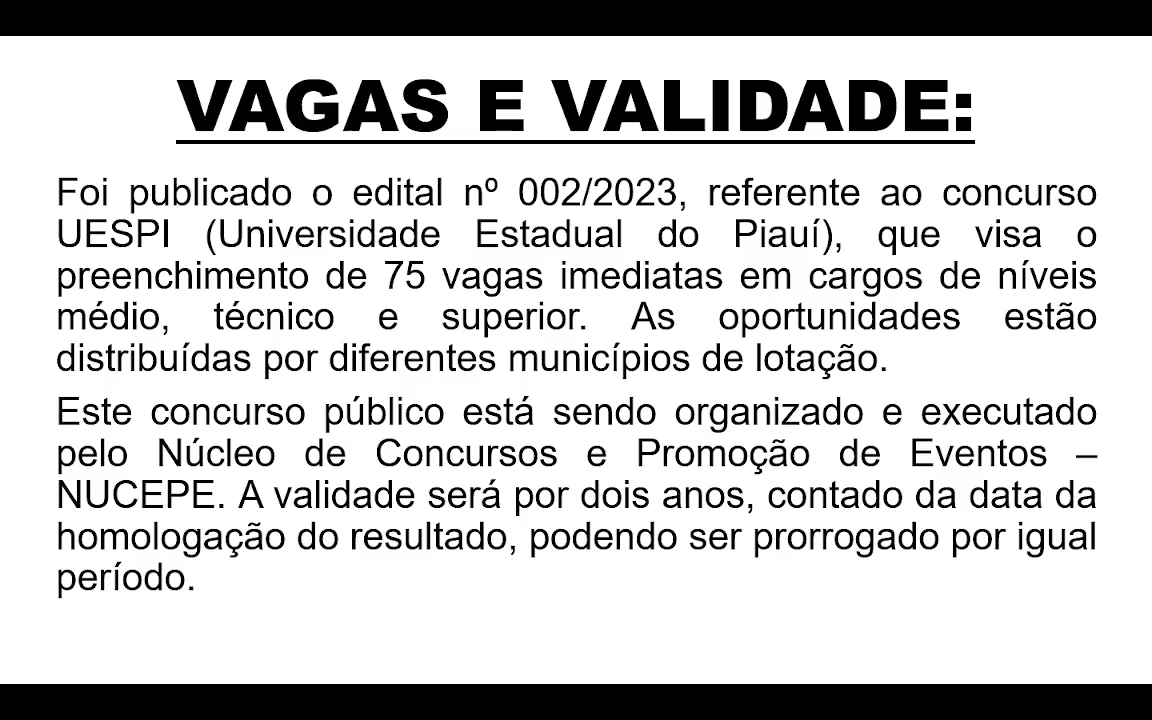 VAGAS E VALIDADE:
Foi publicado o edital nº 002/2023, referente ao concurso
UESPI (Universidade Estadual do Piauí), que visa o
preenchimento de 75 vagas imediatas em cargos de níveis
médio, técnico e superior. As oportunidades estão
distribuídas por diferentes municípios de lotação.
Este concurso público está sendo organizado e executado
pelo Núcleo de Concursos e Promoção de Eventos –
NUCEPE. A validade será por dois anos, contado da data da
homologação do resultado, podendo ser prorrogado por igual
período.